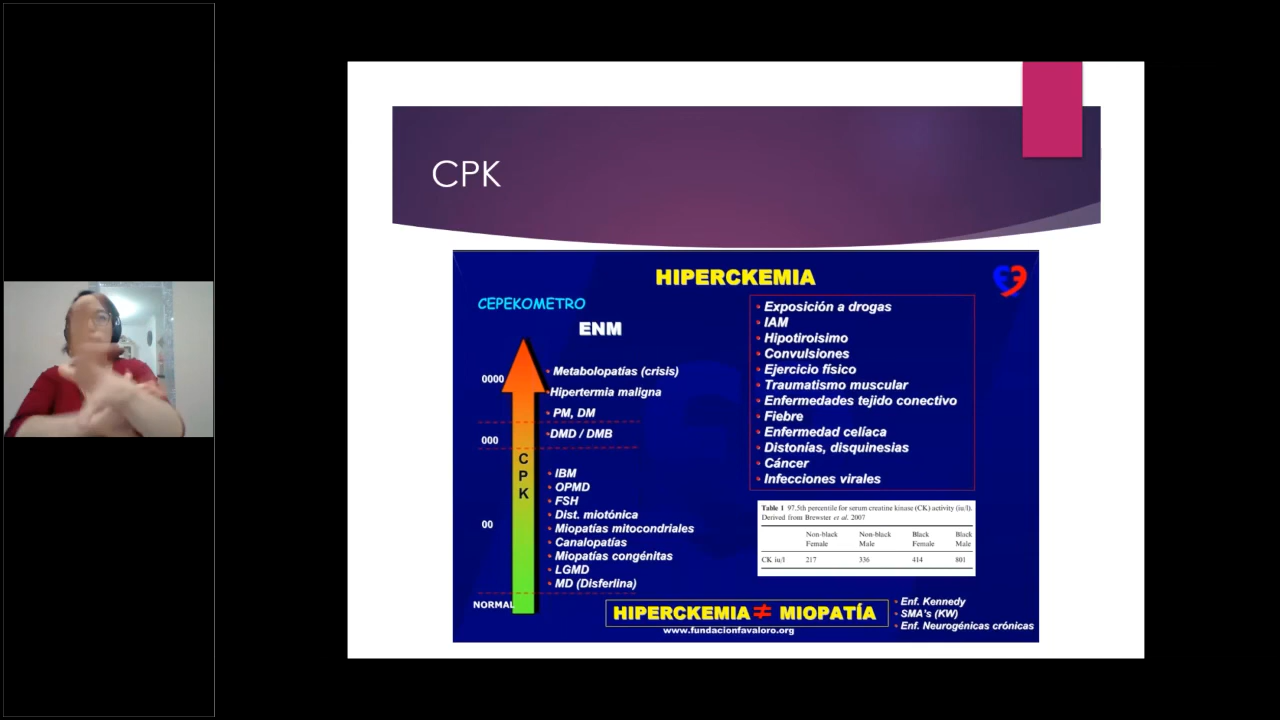 CPK
HIPERCKEMIA
CEPEKOMETRO
ENM
0000
000
00
NORMAL
C
P
K
• Metabolopatías (crisis)
•Hipertermia maligna
• PM, DM
•DMD / DMB
• IBM
• OPMD
• FSH
• Dist. miotónica
• Miopatías mitocondriales
• Canalopatías
• Miopatías congénitas
• LGMD
• MD (Disferlina)
• Exposición a drogas
• IAM
• Hipotiroisimo
• Convulsiones
• Ejercicio físico
• Traumatismo muscular
• Enfermedades tejido conectivo
• Fiebre
• Enfermedad celíaca
• Distonías, disquinesias
• Cáncer
• Infecciones virales
Table 1 97.5th percentile for serum creatine kinase (CK) activity (iu/l).
Derived from Brewster et al. 2007
Non-black Female Non-black Male Black Female Black Male
CK iu/l 217 336 414 801
HIPERCKEMIA ≠ MIOPATÍA
www.fundacionfavaloro.org
• Enf. Kennedy
• SMA's (KW)
• Enf. Neurogénicas crónicas